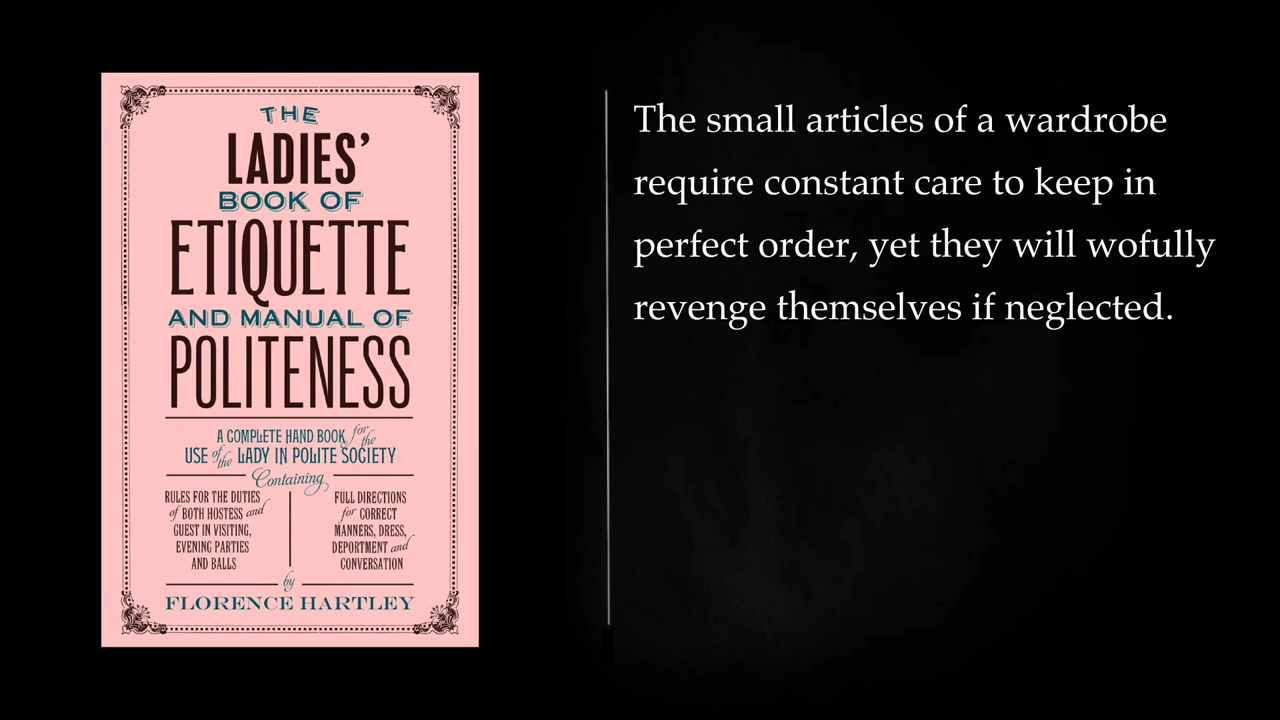 THE
LADIES'
BOOK OF
ETIQUETTE
AND MANUAL OF
POLITENESS
A COMPLETE HAND BOOK for the
USE of the LADY IN POLITE SOCIETY
Containing
RULES FOR THE DUTIES
of BOTH HOSTESS and
GUEST IN VISITING,
EVENING PARTIES
AND BALLS
FULL DIRECTIONS
for CORRECT
MANNERS, DRESS,
DEPORTMENT and
CONVERSATION
by
FLORENCE HARTLEY
The small articles of a wardrobe
require constant care to keep in
perfect order, yet they will wofully
revenge themselves if neglected.